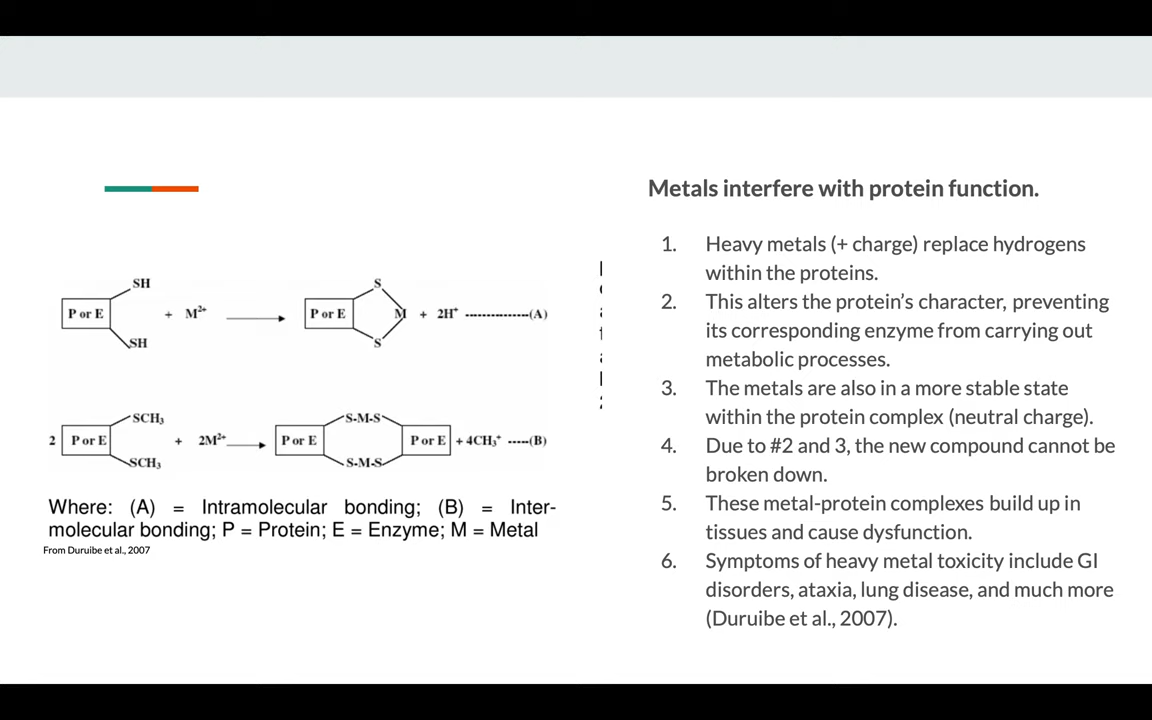 SH
P or E + M²⁺
SH
S
P or E M + 2H⁺ --------------(A)
S
SCH₃
2 P or E + 2M²⁺
SCH₃
S-M-S
P or E P or E + 4CH₃⁺ -----(B)
S-M-S
Where: (A) = Intramolecular bonding; (B) = Inter-
molecular bonding; P = Protein; E = Enzyme; M = Metal
From Duruibe et al., 2007
Metals interfere with protein function.
1. Heavy metals (+ charge) replace hydrogens
within the proteins.
2. This alters the protein’s character, preventing
its corresponding enzyme from carrying out
metabolic processes.
3. The metals are also in a more stable state
within the protein complex (neutral charge).
4. Due to #2 and 3, the new compound cannot be
broken down.
5. These metal-protein complexes build up in
tissues and cause dysfunction.
6. Symptoms of heavy metal toxicity include GI
disorders, ataxia, lung disease, and much more
(Duruibe et al., 2007).